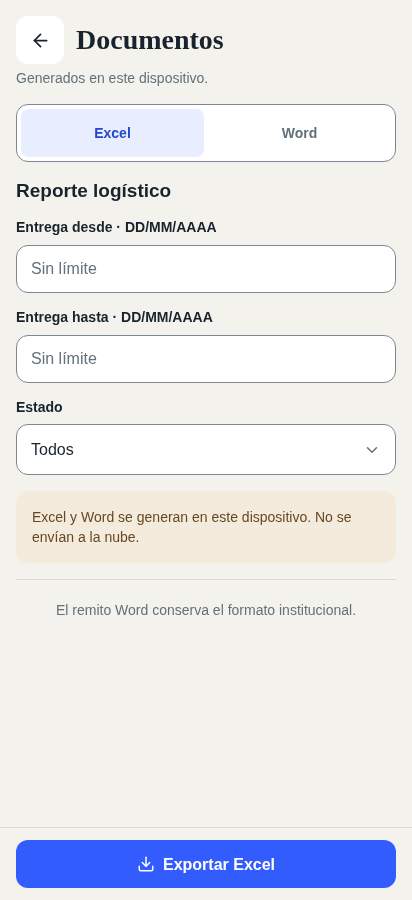 Documentos
Generados en este dispositivo.
Excel
Word
Reporte logístico
Entrega desde · DD/MM/AAAA
Sin límite
Entrega hasta · DD/MM/AAAA
Sin límite
Estado
Todos
Excel y Word se generan en este dispositivo. No se
envían a la nube.
El remito Word conserva el formato institucional.
Exportar Excel